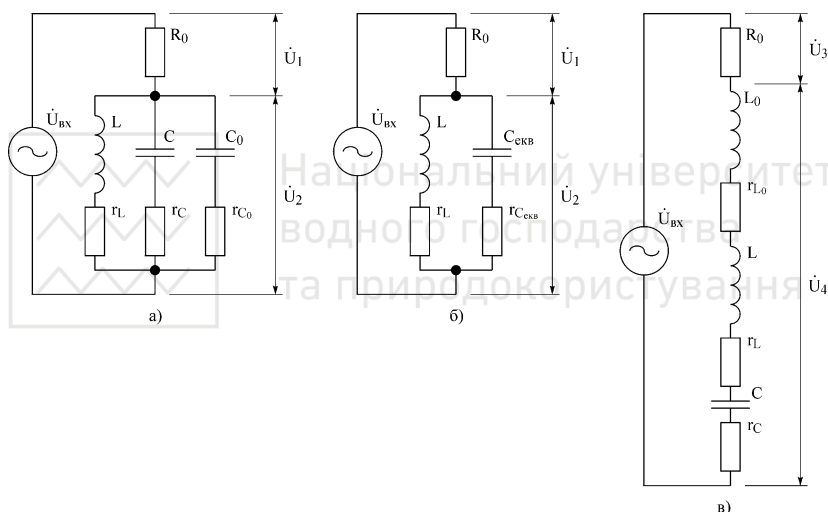 R0
U̇1
U̇вх
L
C
C0
rL
rC
rC0
U̇2
а)
R0
U̇1
U̇вх
L
Cекв
rL
rCекв
U̇2
б)
R0
U̇3
L0
rL0
U̇вх
L
U̇4
rL
C
rC
в)
Національний університет
водного господарства
та природокористування